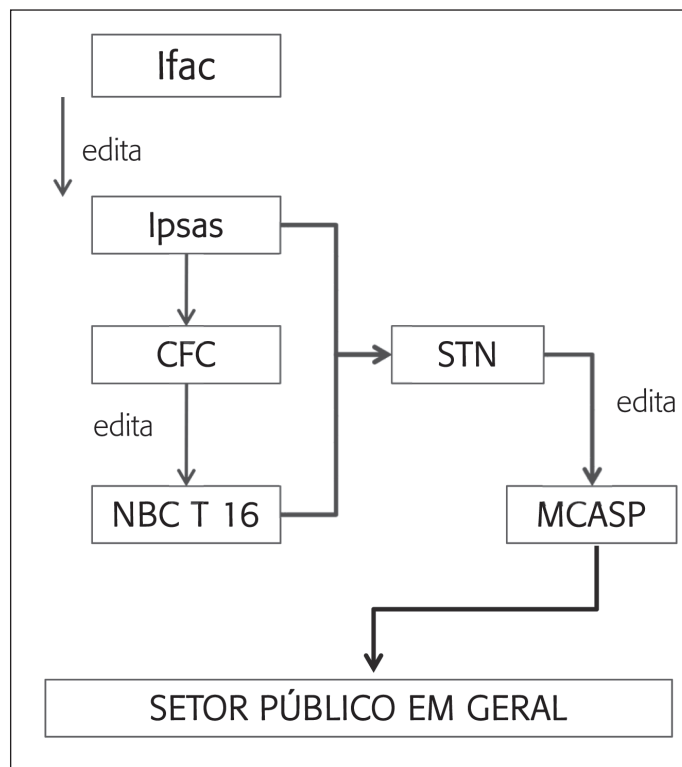 Ifac
edita
Ipsas
CFC
STN
edita
edita
NBC T 16
MCASP
SETOR PÚBLICO EM GERAL